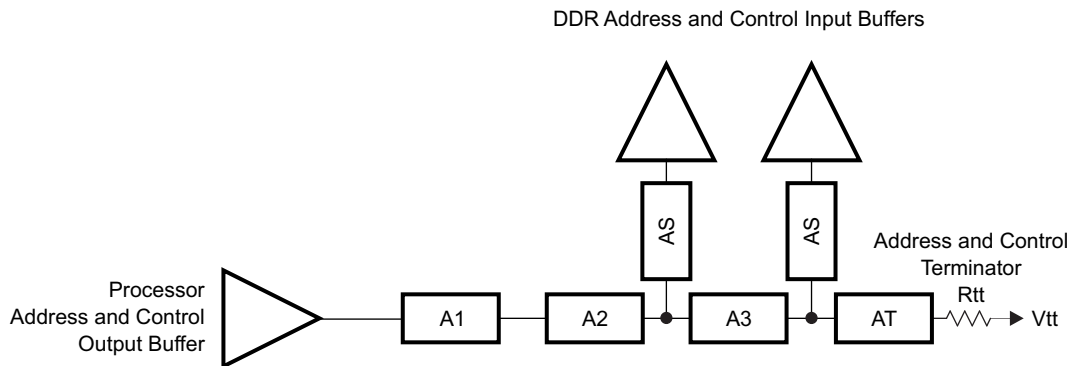 DDR Address and Control Input Buffers
AS
AS
Address and Control
Terminator
Rtt
Processor
Address and Control
Output Buffer
A1
A2
A3
AT
Vtt